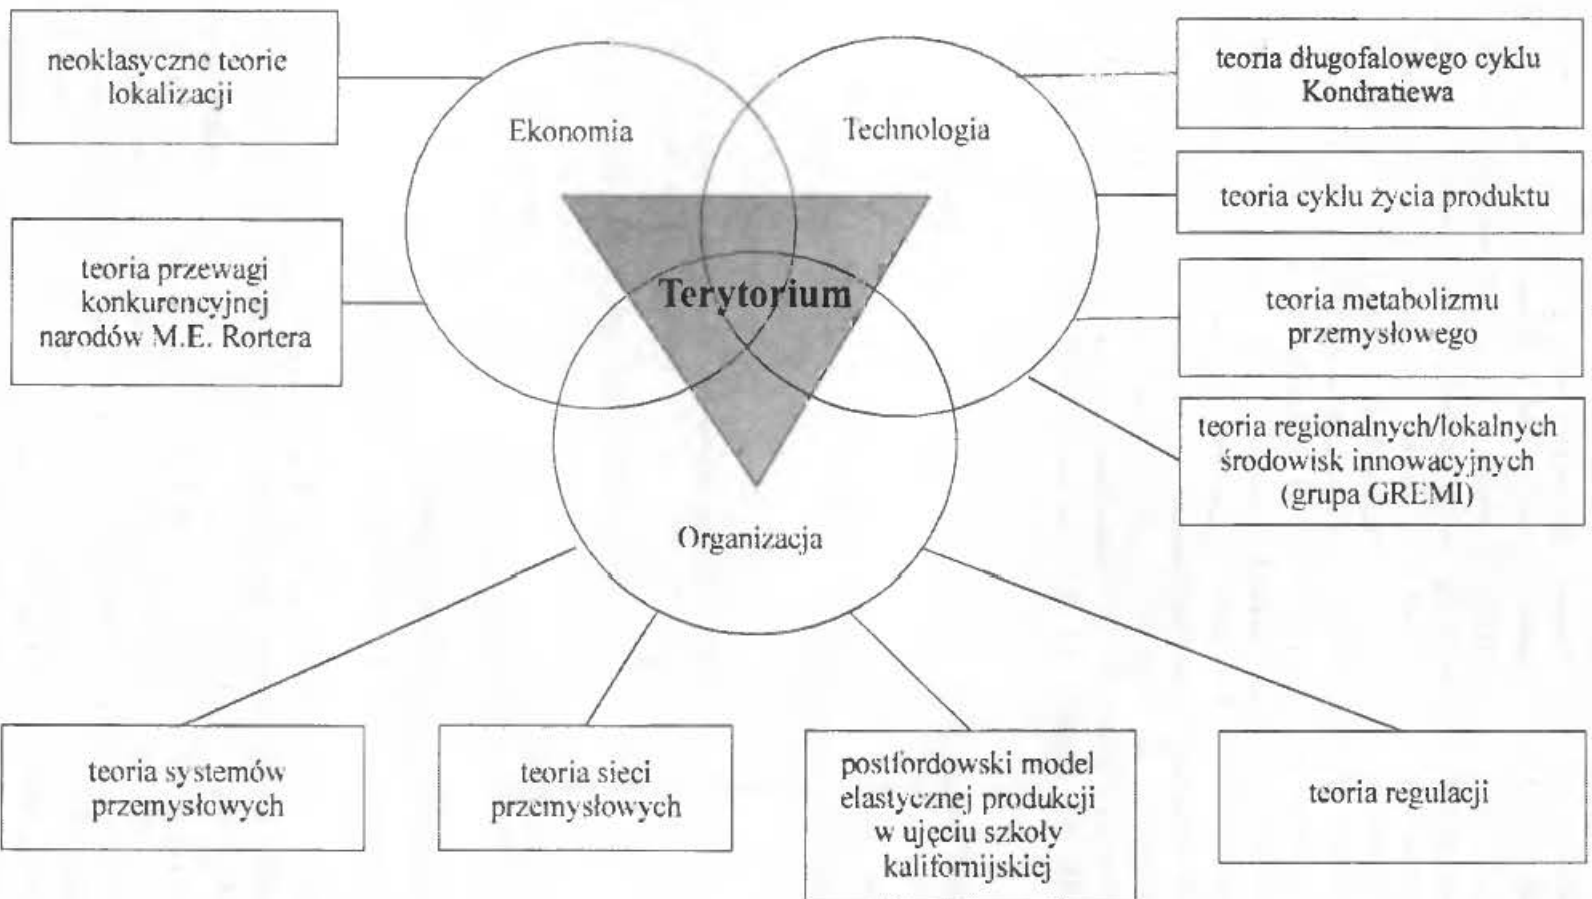 neoklasyczne teorie
lokalizacji
teoria przewagi
konkurencyjnej
narodów M.E. Rortera
Ekonomia
Technologia
Terytorium
Organizacja
teoria długofalowego cyklu
Kondratiewa
teoria cyklu życia produktu
teoria metabolizmu
przemysłowego
teoria regionalnych/lokalnych
środowisk innowacyjnych
(grupa GREMI)
teoria systemów
przemysłowych
teoria sieci
przemysłowych
postfordowski model
elastycznej produkcji
w ujęciu szkoły
kalifornijskiej
teoria regulacji